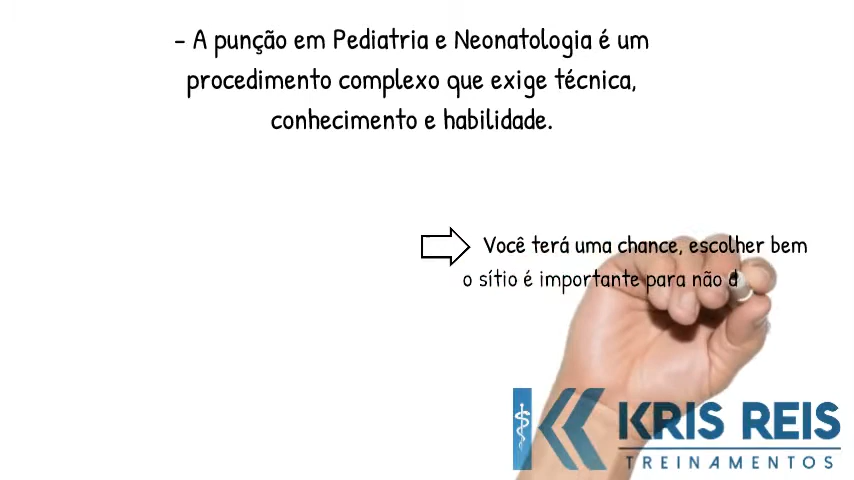 - A punção em Pediatria e Neonatologia é um
procedimento complexo que exige técnica,
conhecimento e habilidade.
Você terá uma chance, escolher bem
o sítio é importante para não d
KRIS REIS
TREINAMENTOS